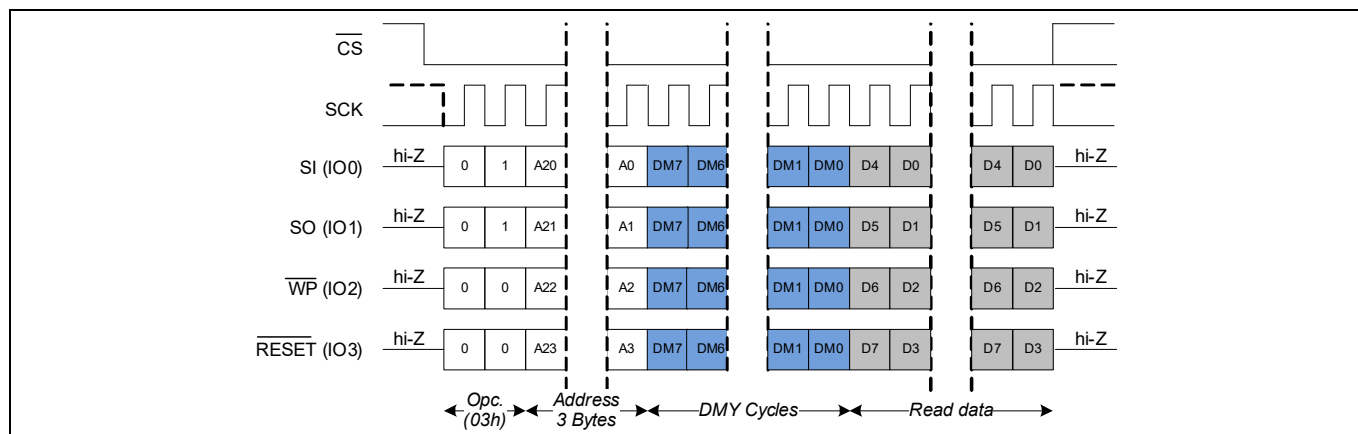 CS
SCK
SI (IO0) hi-Z 0 1 A20 A0 DM7 DM6 DM1 DM0 D4 D0 D4 D0 hi-Z
SO (IO1) hi-Z 0 1 A21 A1 DM7 DM6 DM1 DM0 D5 D1 D5 D1 hi-Z
WP (IO2) hi-Z 0 0 A22 A2 DM7 DM6 DM1 DM0 D6 D2 D6 D2 hi-Z
RESET (IO3) hi-Z 0 0 A23 A3 DM7 DM6 DM1 DM0 D7 D3 D7 D3 hi-Z
Opc. Address DMY Cycles Read data
(03h) 3 Bytes